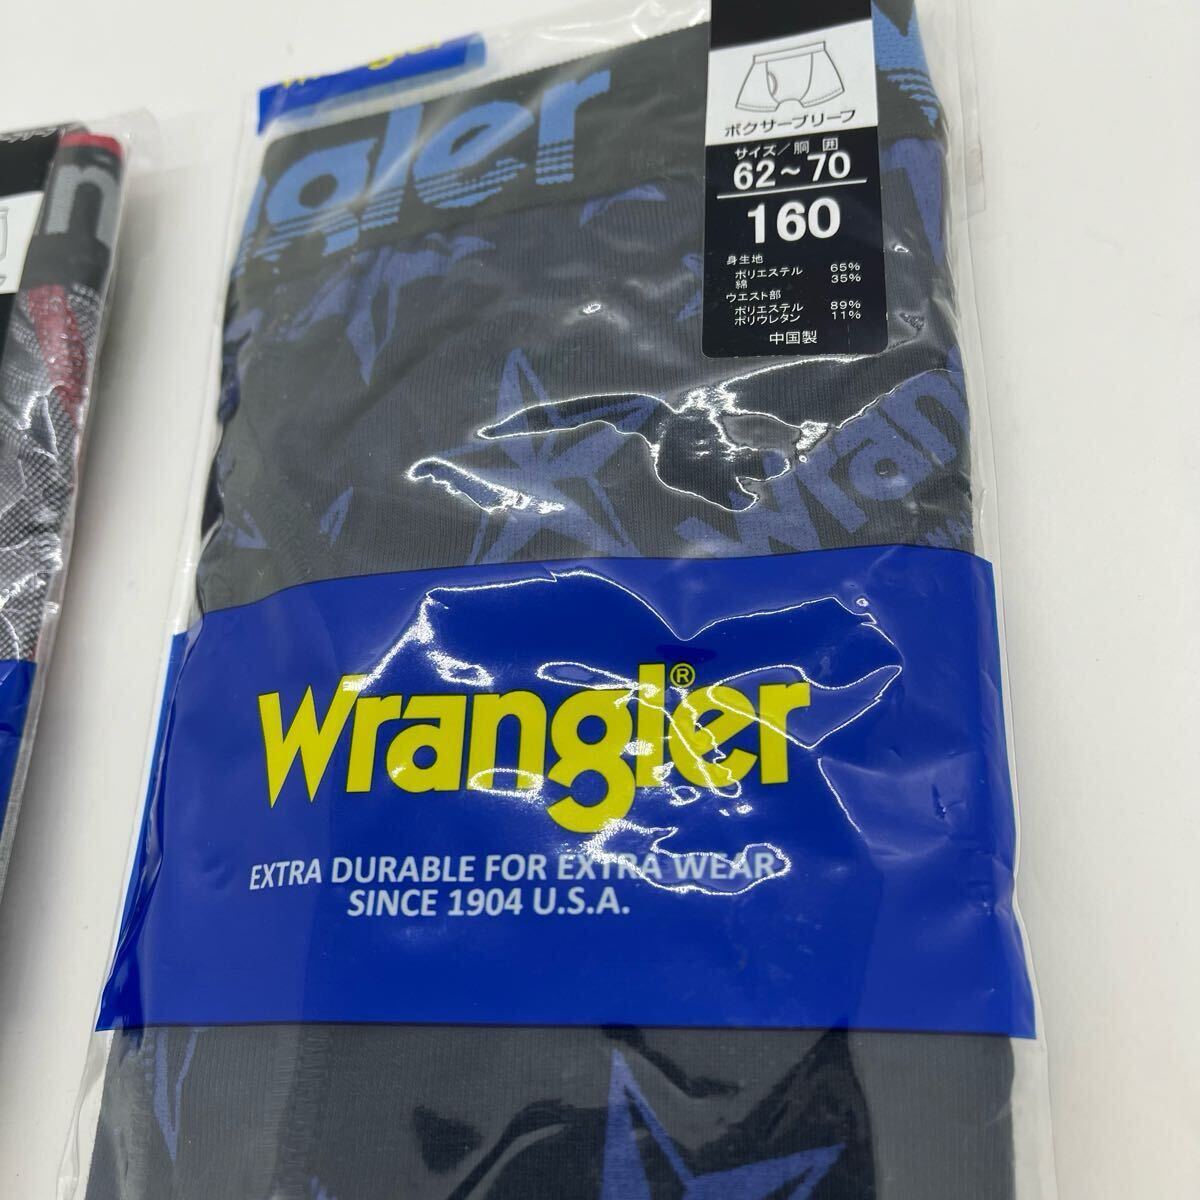 Wrangler
gler
ボクサーブリーフ
サイズ/胴囲
62~70
160
身生地
ポリエステル 65%
綿 35%
ウエスト部
ポリエステル 89%
ポリウレタン 11%
中国製
Wran
Wrangler®
EXTRA DURABLE FOR EXTRA WEAR
SINCE 1904 U.S.A.